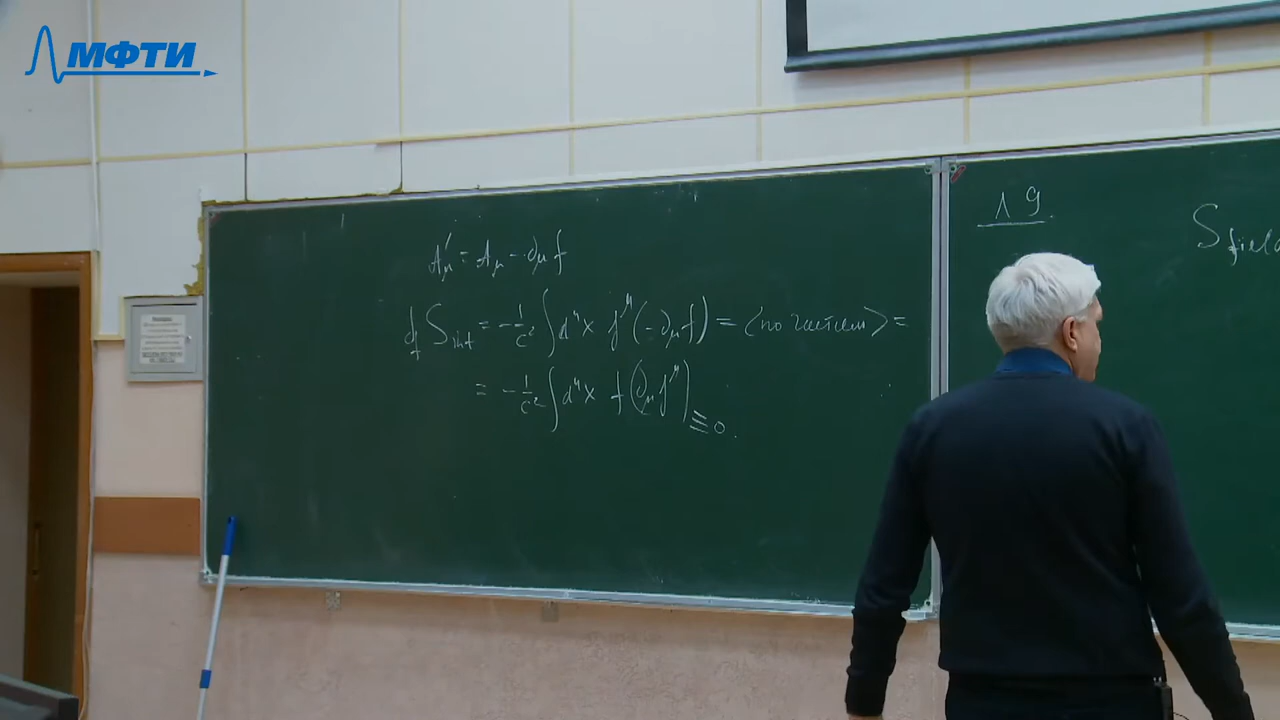 МФТИ
A'_μ = A_μ - ∂_μ f
δ_f S_int = -1/c² ∫ d⁴x j^μ (-∂_μ f) = <по частям> =
= -1/c² ∫ d⁴x f (∂_μ j^μ) ≡ 0.
Λ 9.
S_field